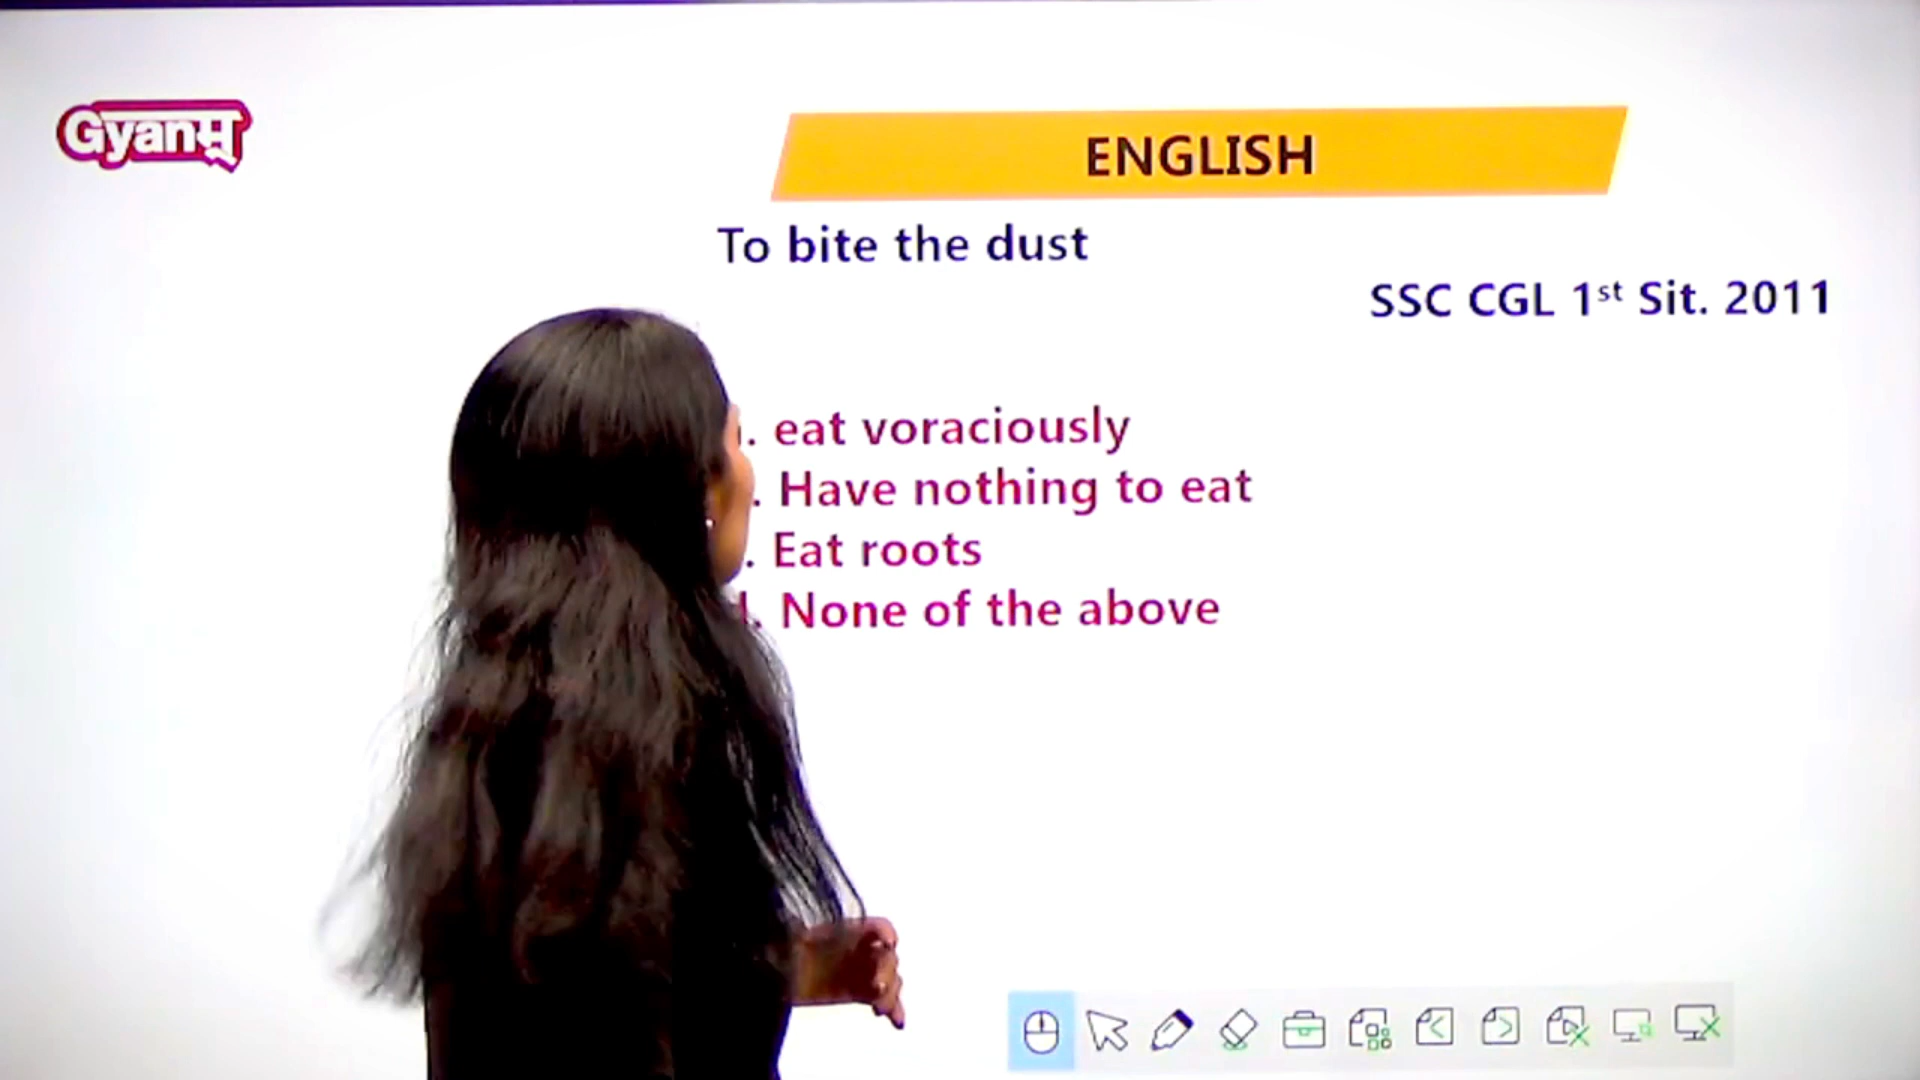 Gyanम्र
ENGLISH
To bite the dust
SSC CGL 1st Sit. 2011
. eat voraciously
. Have nothing to eat
. Eat roots
. None of the above